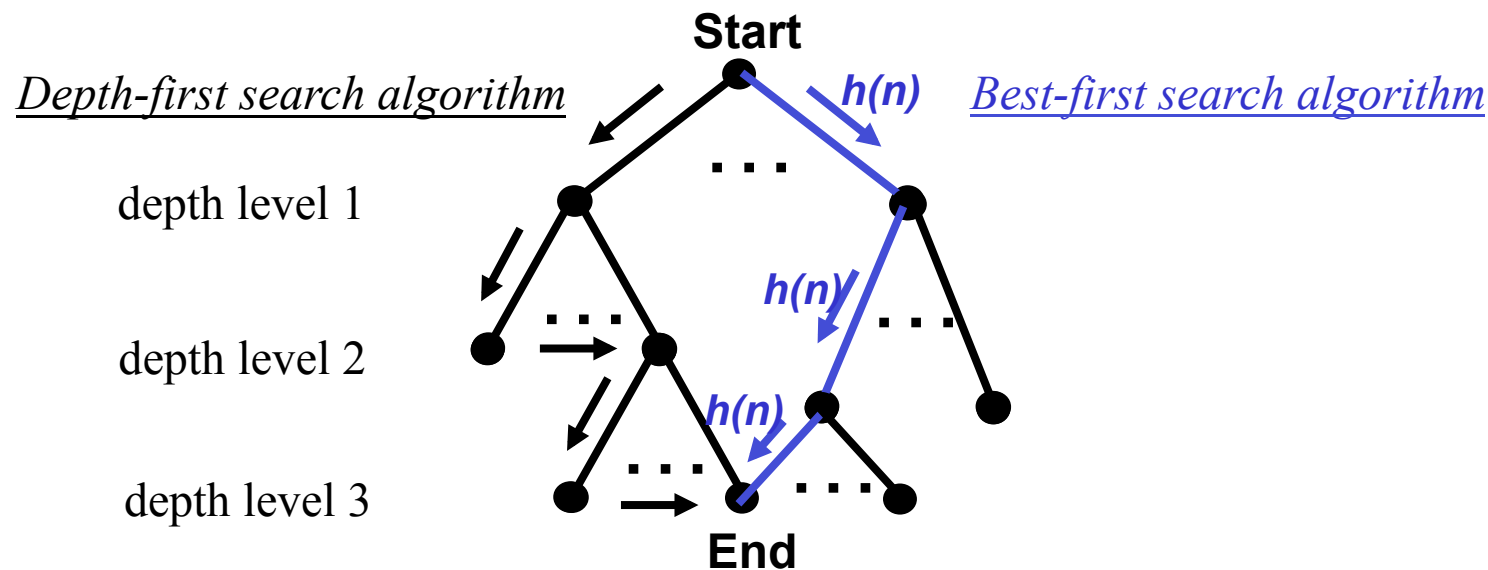 Start
Depth-first search algorithm
h(n)
Best-first search algorithm
. . .
depth level 1
h(n)
. . .
. . .
depth level 2
h(n)
. . .
. . .
depth level 3
End